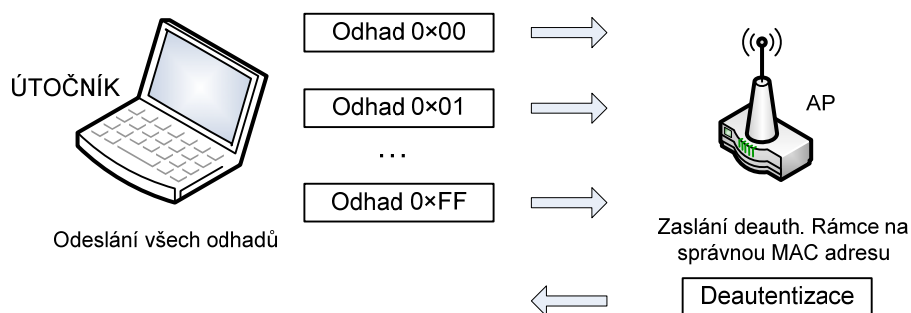 Odhad 0×00
ÚTOČNÍK
Odhad 0×01
AP
...
Odhad 0×FF
Odeslání všech odhadů
Zaslání deauth. Rámce na
správnou MAC adresu
Deautentizace